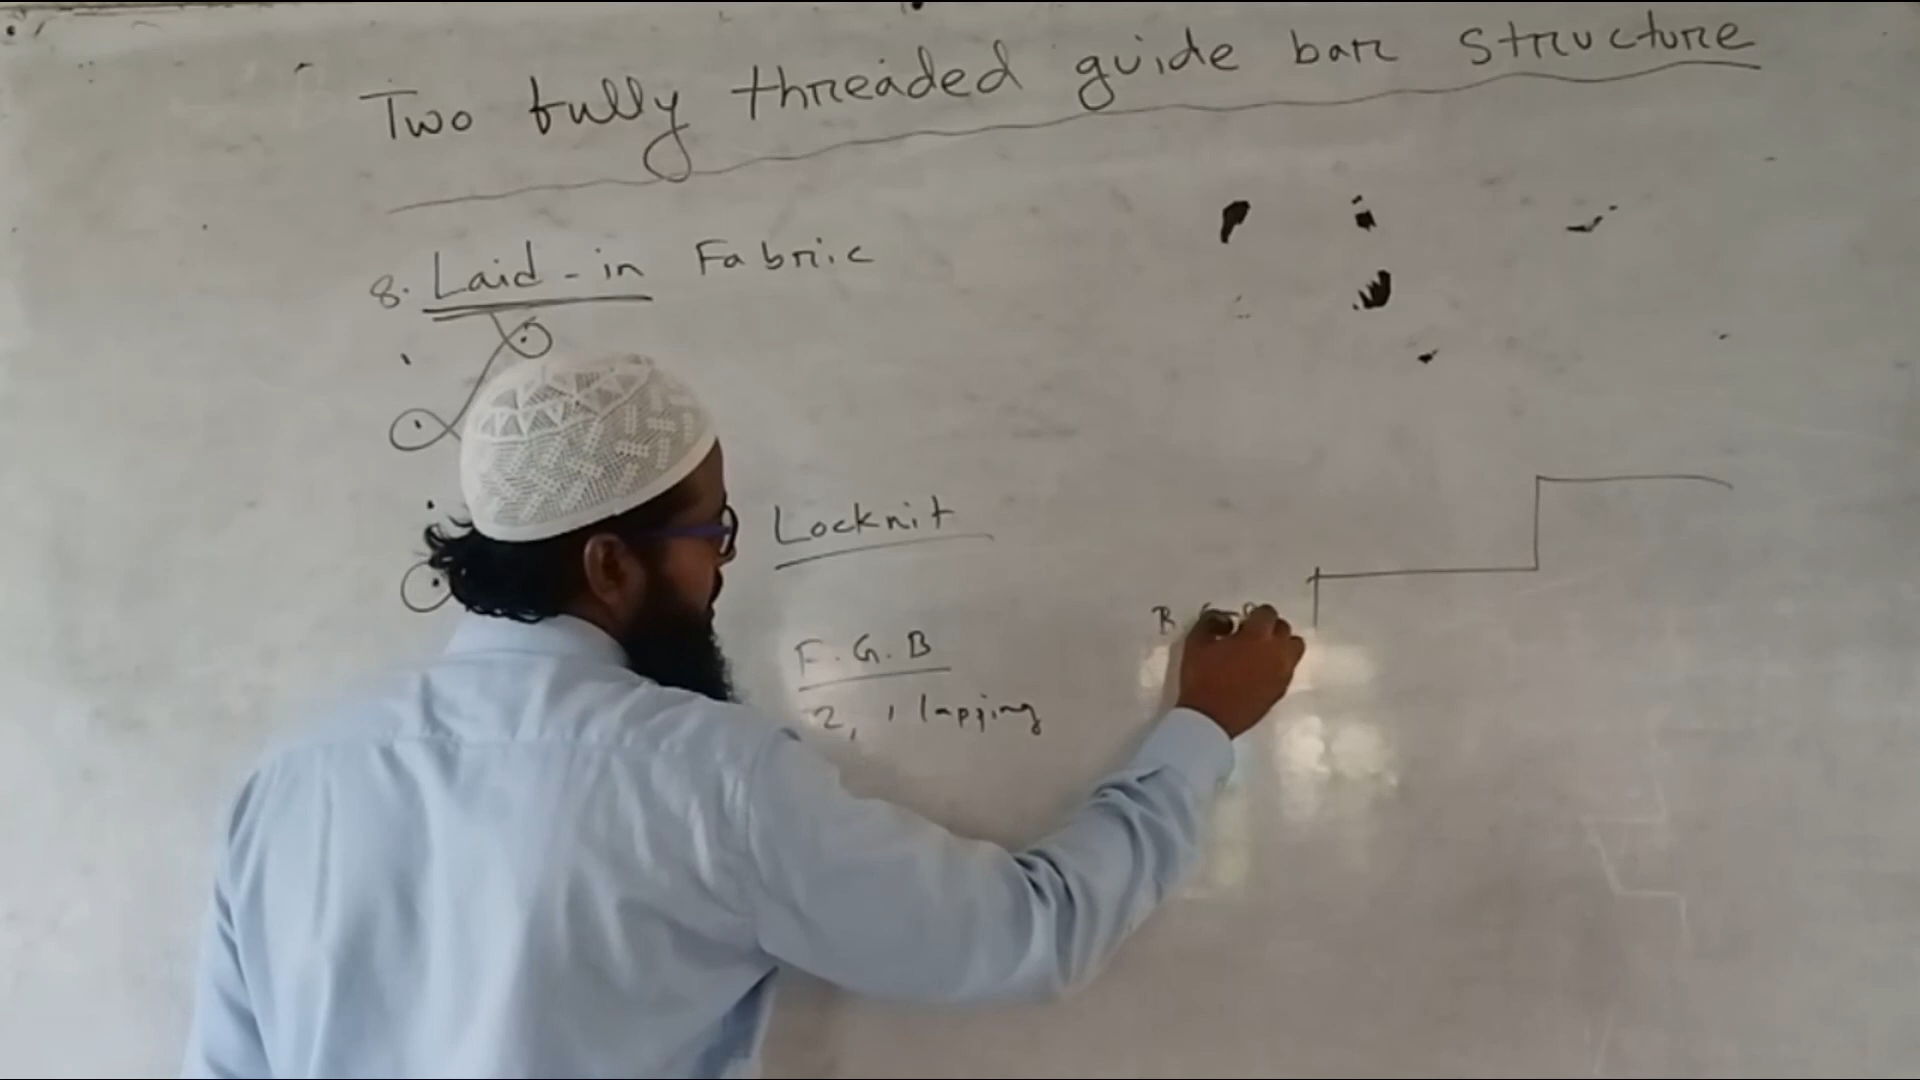 Two fully threaded guide bar structure
8. Laid-in Fabric
Locknit
F.G.B
2, 1 lapping
R